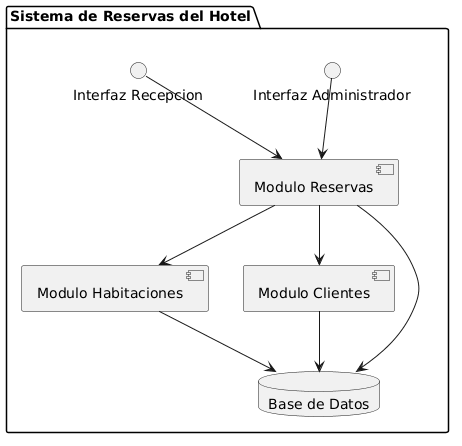 Sistema de Reservas del Hotel
Interfaz Recepcion
Interfaz Administrador
Modulo Reservas
Modulo Habitaciones
Modulo Clientes
Base de Datos